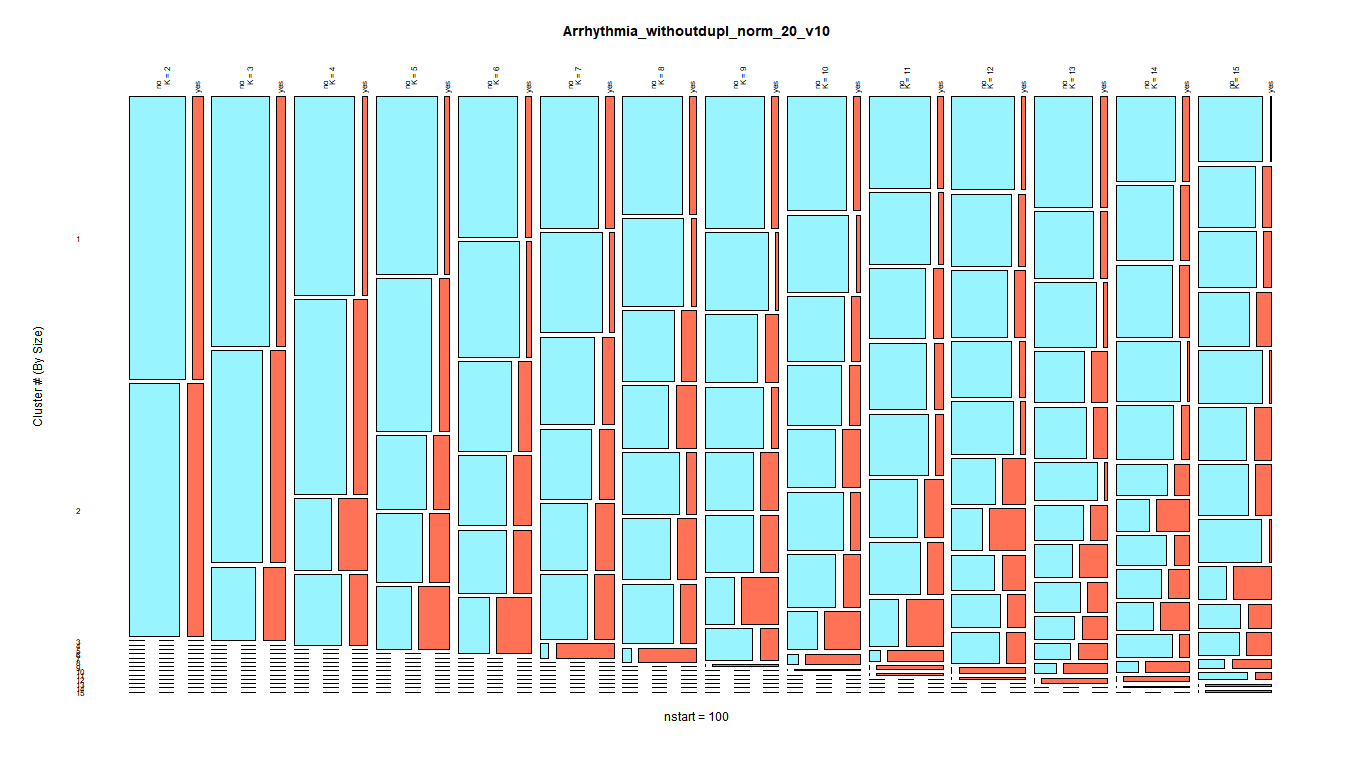 Arrhythmia_withoutdupl_norm_20_v10
no K = 2 yes
no K = 3 yes
no K = 4 yes
no K = 5 yes
no K = 6 yes
no K = 7 yes
no K = 8 yes
no K = 9 yes
no K = 10 yes
no K = 11 yes
no K = 12 yes
no K = 13 yes
no K = 14 yes
no K = 15 yes
Cluster # (By Size)
1
2
3
15
nstart = 100